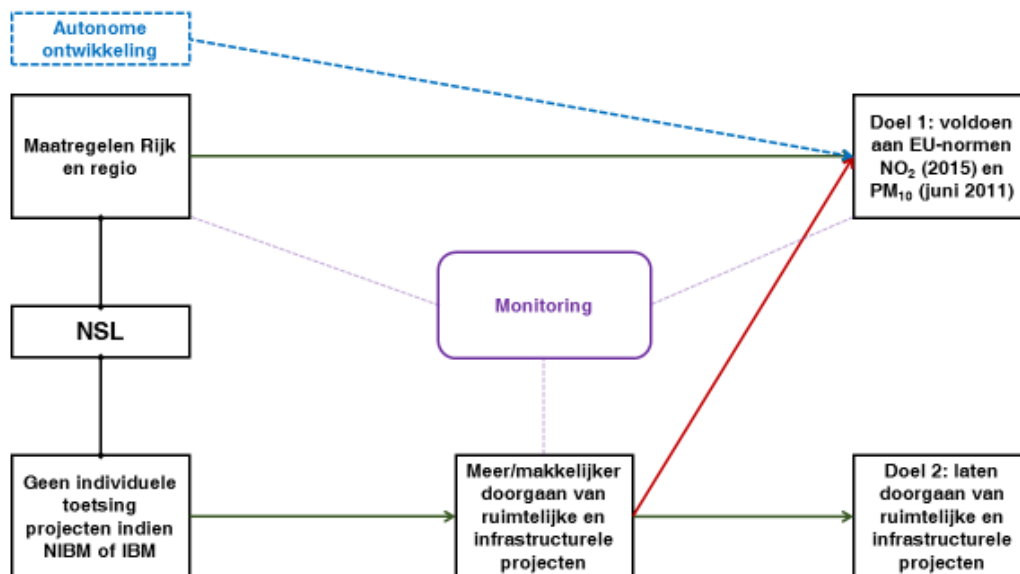 Autonome
ontwikkeling
Maatregelen Rijk
en regio
Doel 1: voldoen
aan EU-normen
NO₂ (2015) en
PM₁₀ (juni 2011)
Monitoring
NSL
Geen individuele
toetsing
projecten indien
NIBM of IBM
Meer/makkelijker
doorgaan van
ruimtelijke en
infrastructurele
projecten
Doel 2: laten
doorgaan van
ruimtelijke en
infrastructurele
projecten